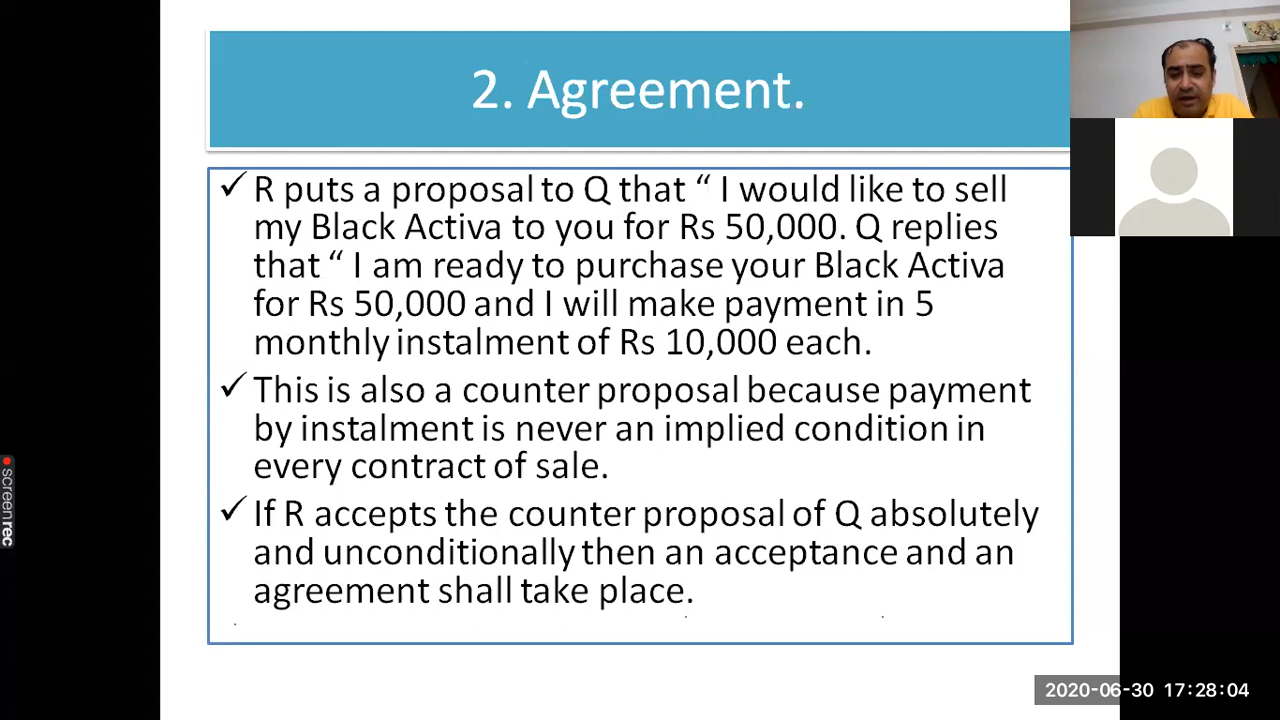 2. Agreement.
✓ R puts a proposal to Q that “ I would like to sell
my Black Activa to you for Rs 50,000. Q replies
that “ I am ready to purchase your Black Activa
for Rs 50,000 and I will make payment in 5
monthly instalment of Rs 10,000 each.
✓ This is also a counter proposal because payment
by instalment is never an implied condition in
every contract of sale.
✓ If R accepts the counter proposal of Q absolutely
and unconditionally then an acceptance and an
agreement shall take place.
screenrec
2020-06-30 17:28:04